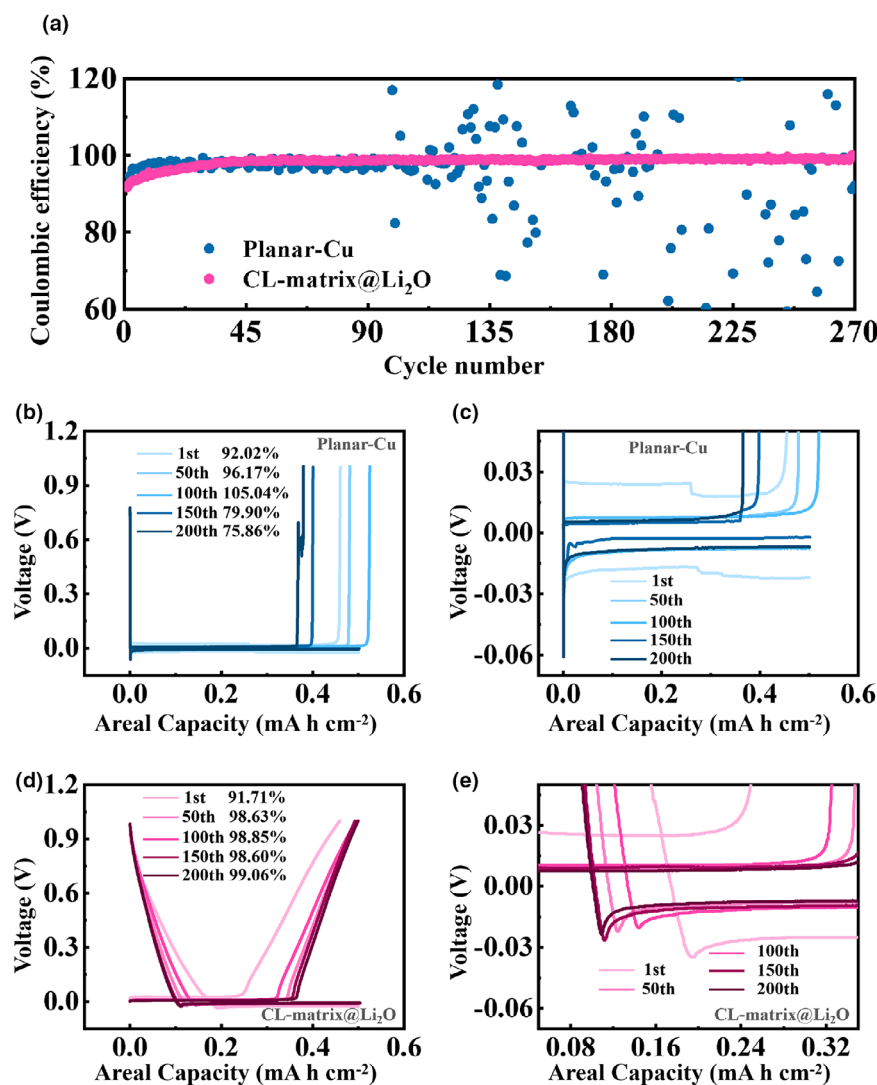 (a)
Coulombic efficiency (%)
120
100
80
60
Planar-Cu
CL-matrix@Li₂O
0 45 90 135 180 225 270
Cycle number
(b)
Voltage (V)
1.2
0.9
0.6
0.3
0.0
Planar-Cu
1st 92.02%
50th 96.17%
100th 105.04%
150th 79.90%
200th 75.86%
0.0 0.2 0.4 0.6
Areal Capacity (mA h cm⁻²)
(c)
Voltage (V)
0.03
0.00
-0.03
-0.06
Planar-Cu
1st
50th
100th
150th
200th
0.0 0.2 0.4 0.6
Areal Capacity (mA h cm⁻²)
(d)
Voltage (V)
1.2
0.9
0.6
0.3
0.0
1st 91.71%
50th 98.63%
100th 98.85%
150th 98.60%
200th 99.06%
CL-matrix@Li₂O
0.0 0.2 0.4 0.6
Areal Capacity (mA h cm⁻²)
(e)
Voltage (V)
0.03
0.00
-0.03
-0.06
1st
50th
100th
150th
200th
CL-matrix@Li₂O
0.08 0.16 0.24 0.32
Areal Capacity (mA h cm⁻²)